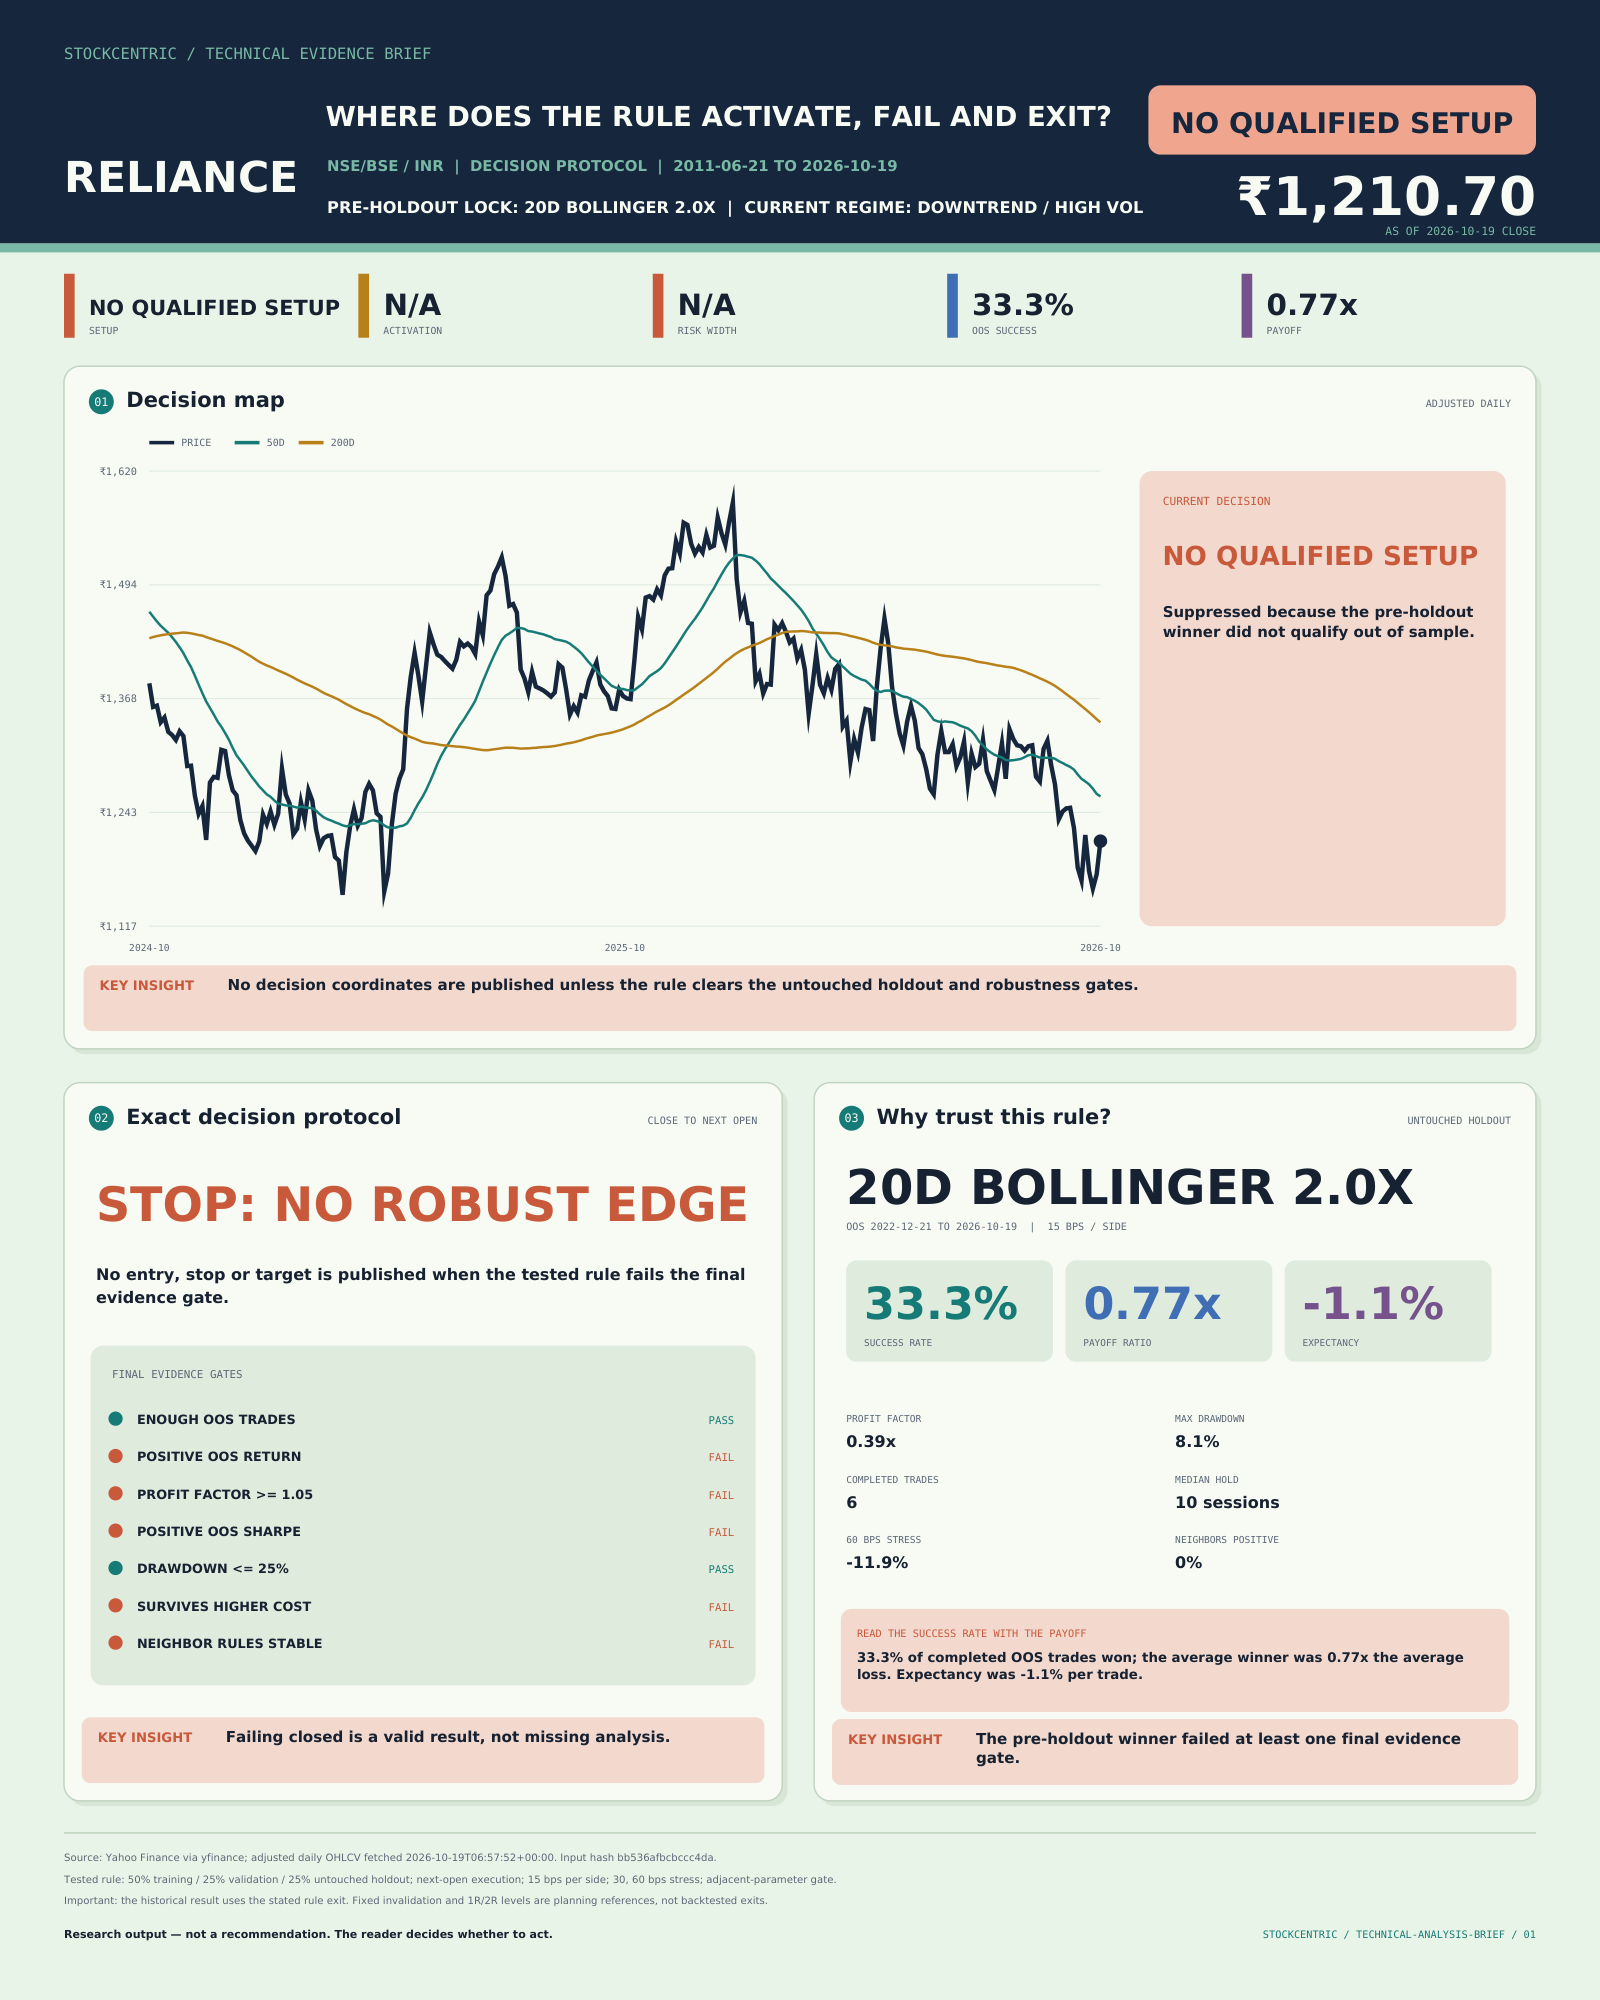 STOCKCENTRIC / TECHNICAL EVIDENCE BRIEF
RELIANCE
WHERE DOES THE RULE ACTIVATE, FAIL AND EXIT?
NSE/BSE / INR | DECISION PROTOCOL | 2011-06-21 TO 2026-10-19
PRE-HOLDOUT LOCK: 20D BOLLINGER 2.0X | CURRENT REGIME: DOWNTREND / HIGH VOL
NO QUALIFIED SETUP
₹1,210.70
AS OF 2026-10-19 CLOSE
NO QUALIFIED SETUP
SETUP
N/A
ACTIVATION
N/A
RISK WIDTH
33.3%
OOS SUCCESS
0.77x
PAYOFF
01 Decision map
ADJUSTED DAILY
PRICE 50D 200D
₹1,620
₹1,494
₹1,368
₹1,243
₹1,117
2024-10 2025-10 2026-10
CURRENT DECISION
NO QUALIFIED SETUP
Suppressed because the pre-holdout
winner did not qualify out of sample.
KEY INSIGHT No decision coordinates are published unless the rule clears the untouched holdout and robustness gates.
02 Exact decision protocol
CLOSE TO NEXT OPEN
STOP: NO ROBUST EDGE
No entry, stop or target is published when the tested rule fails the final
evidence gate.
FINAL EVIDENCE GATES
ENOUGH OOS TRADES PASS
POSITIVE OOS RETURN FAIL
PROFIT FACTOR >= 1.05 FAIL
POSITIVE OOS SHARPE FAIL
DRAWDOWN <= 25% PASS
SURVIVES HIGHER COST FAIL
NEIGHBOR RULES STABLE FAIL
KEY INSIGHT Failing closed is a valid result, not missing analysis.
03 Why trust this rule?
UNTOUCHED HOLDOUT
20D BOLLINGER 2.0X
OOS 2022-12-21 TO 2026-10-19 | 15 BPS / SIDE
33.3%
SUCCESS RATE
0.77x
PAYOFF RATIO
-1.1%
EXPECTANCY
PROFIT FACTOR
0.39x
MAX DRAWDOWN
8.1%
COMPLETED TRADES
6
MEDIAN HOLD
10 sessions
60 BPS STRESS
-11.9%
NEIGHBORS POSITIVE
0%
READ THE SUCCESS RATE WITH THE PAYOFF
33.3% of completed OOS trades won; the average winner was 0.77x the average
loss. Expectancy was -1.1% per trade.
KEY INSIGHT The pre-holdout winner failed at least one final evidence
gate.
Source: Yahoo Finance via yfinance; adjusted daily OHLCV fetched 2026-10-19T06:57:52+00:00. Input hash bb536afbcbccc4da.
Tested rule: 50% training / 25% validation / 25% untouched holdout; next-open execution; 15 bps per side; 30, 60 bps stress; adjacent-parameter gate.
Important: the historical result uses the stated rule exit. Fixed invalidation and 1R/2R levels are planning references, not backtested exits.
Research output — not a recommendation. The reader decides whether to act.
STOCKCENTRIC / TECHNICAL-ANALYSIS-BRIEF / 01